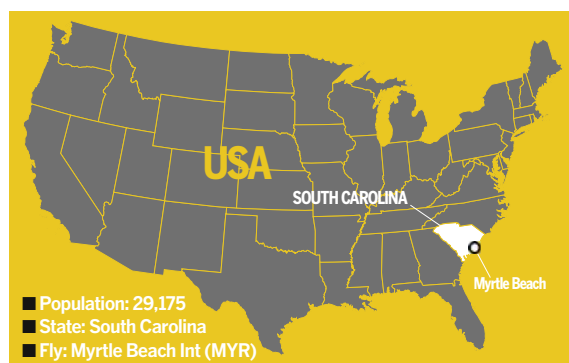 USA
SOUTH CAROLINA
Myrtle Beach
Population: 29,175
State: South Carolina
Fly: Myrtle Beach Int (MYR)